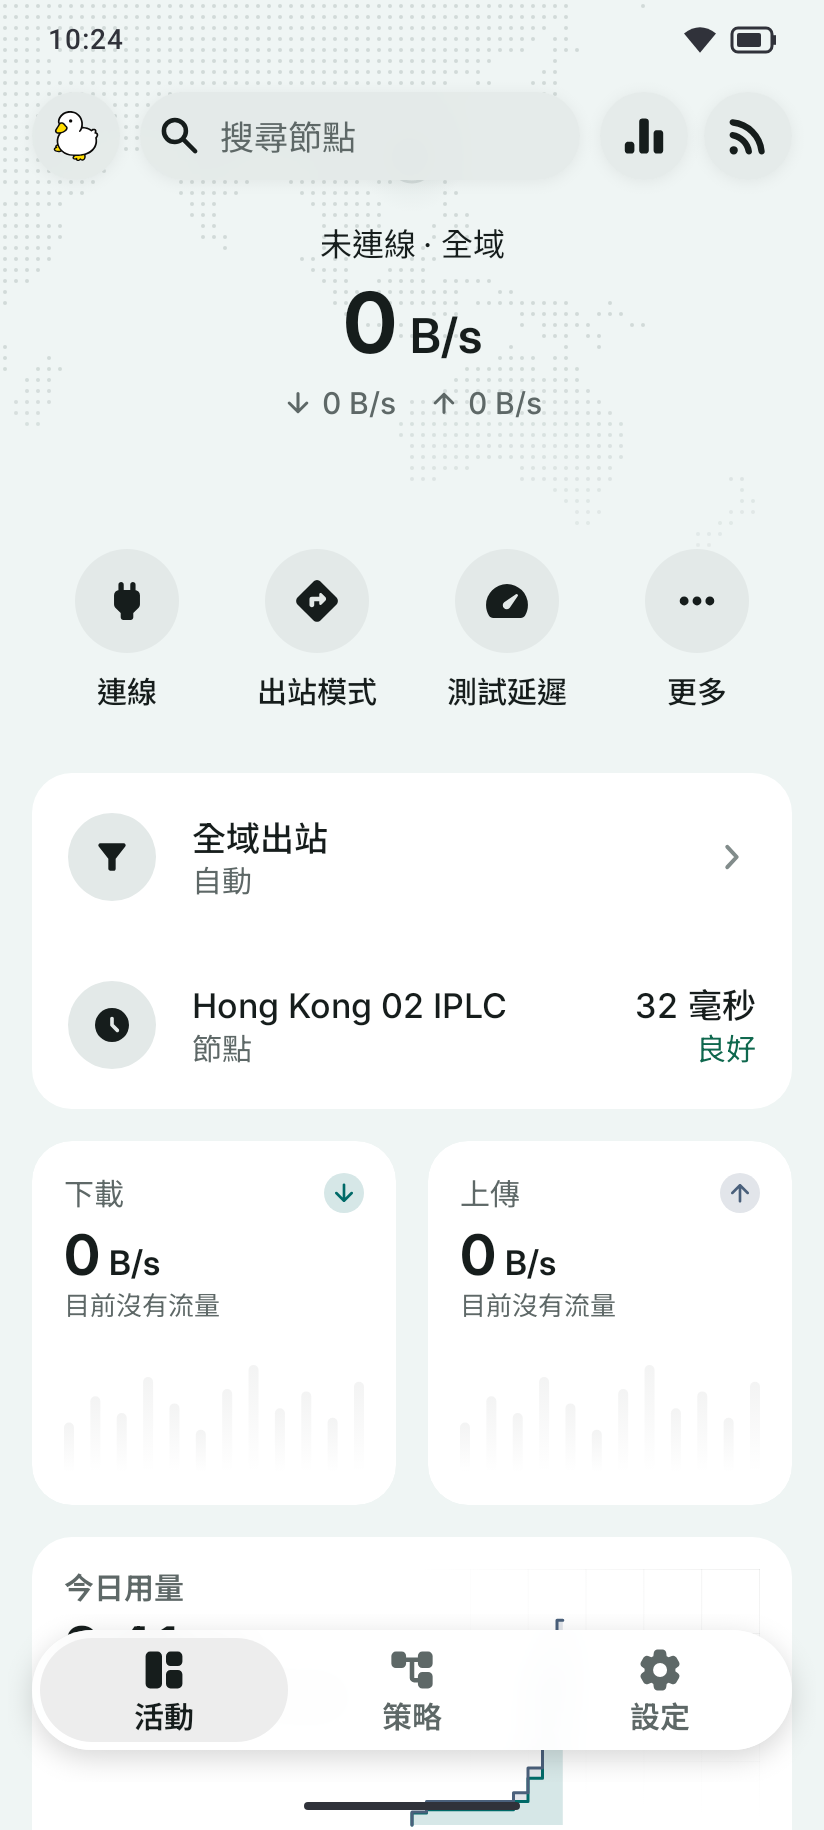 10:24
搜尋節點
未連線 · 全域
0 B/s
↓ 0 B/s ↑ 0 B/s
連線 出站模式 測試延遲 更多
全域出站
自動
Hong Kong 02 IPLC 32 毫秒
節點 良好
下載 上傳
0 B/s 0 B/s
目前沒有流量 目前沒有流量
今日用量
活動 策略 設定